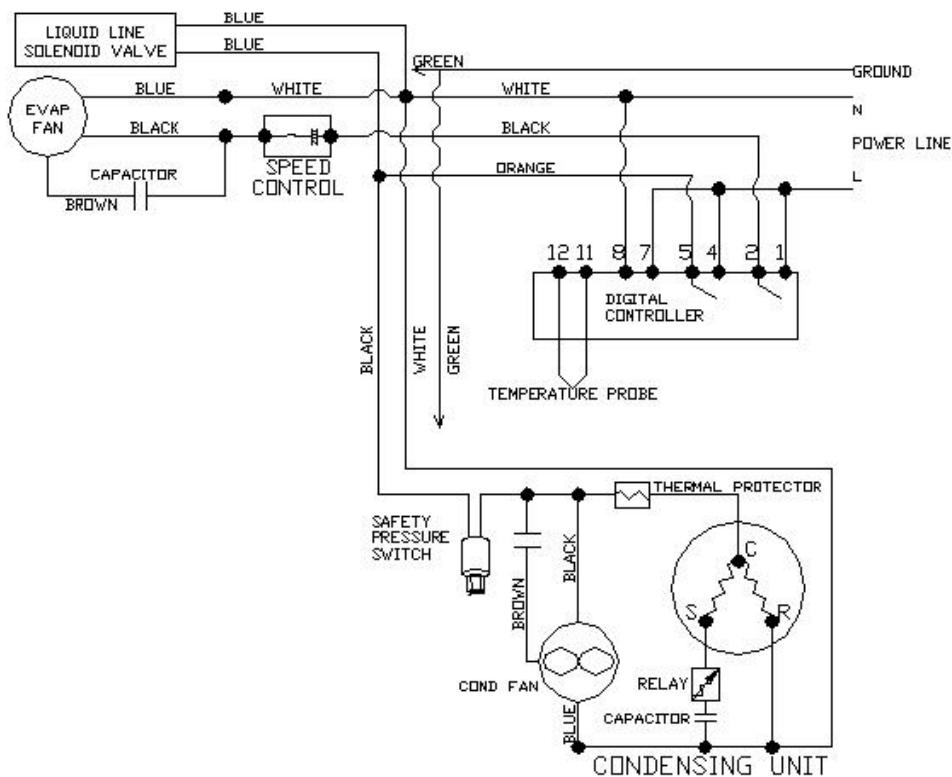 BLUE
LIQUID LINE
SOLENOID VALVE
BLUE
GREEN
GROUND
BLUE
WHITE
WHITE
N
EVAP
FAN
BLACK
BLACK
POWER LINE
SPEED
CONTROL
CAPACITOR
ORANGE
L
BROWN
12 11 8 7 5 4 2 1
DIGITAL
CONTROLLER
BLACK
WHITE
GREEN
TEMPERATURE PROBE
THERMAL PROTECTOR
SAFETY
PRESSURE
SWITCH
BLACK
C
BROWN
S
R
COND FAN
RELAY
BLUE
CAPACITOR
CONDENSING UNIT